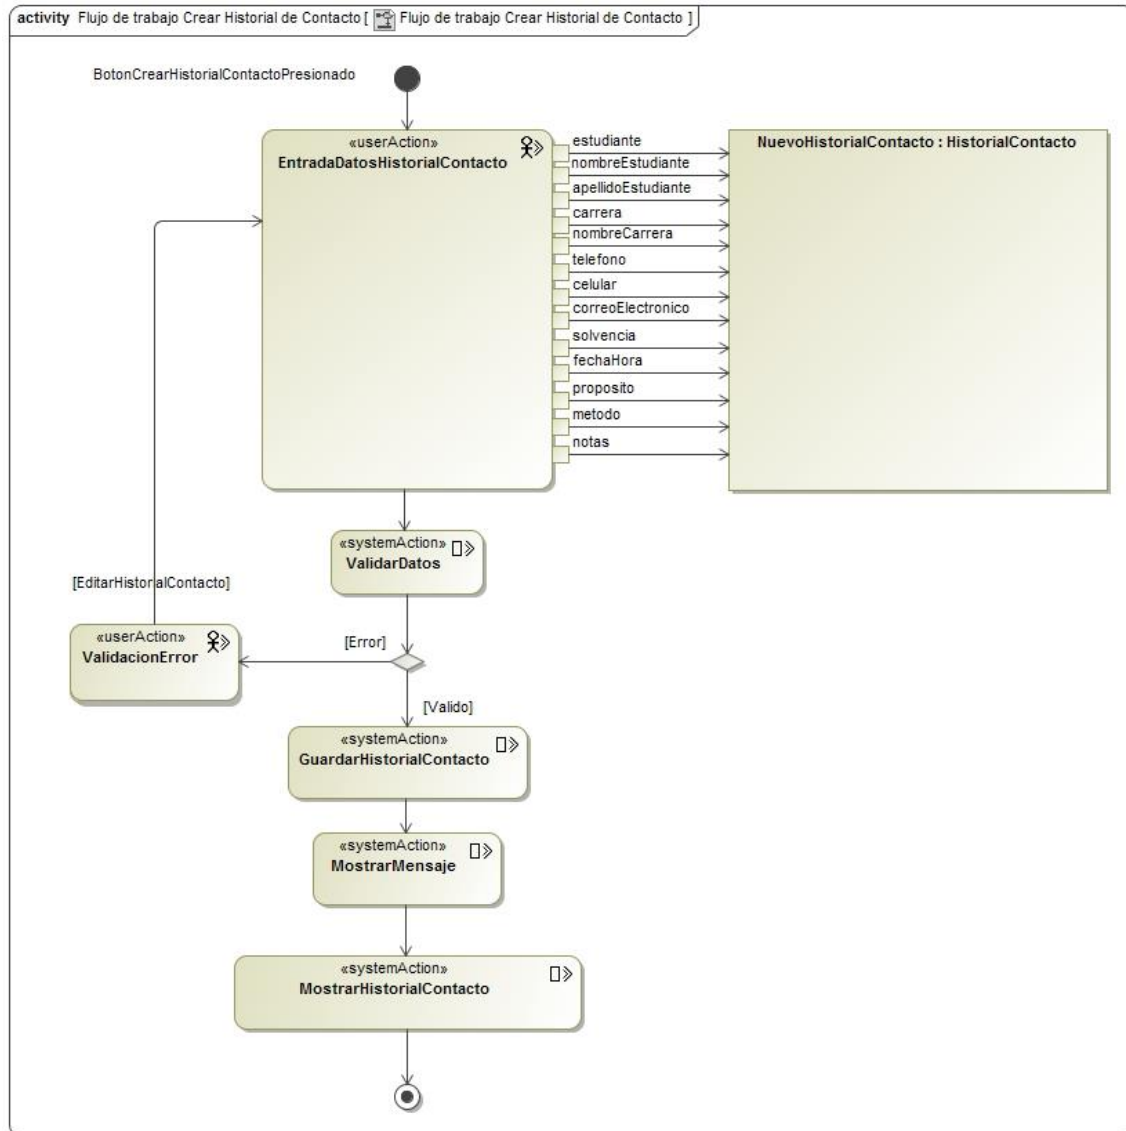 activity Flujo de trabajo Crear Historial de Contacto [ Flujo de trabajo Crear Historial de Contacto ]
BotonCrearHistorialContactoPresionado
«userAction»
EntradaDatosHistorialContacto
estudiante
nombreEstudiante
apellidoEstudiante
carrera
nombreCarrera
telefono
celular
correoElectronico
solvencia
fechaHora
proposito
metodo
notas
NuevoHistorialContacto : HistorialContacto
«systemAction»
ValidarDatos
[EditarHistorialContacto]
«userAction»
ValidacionError
[Error]
[Valido]
«systemAction»
GuardarHistorialContacto
«systemAction»
MostrarMensaje
«systemAction»
MostrarHistorialContacto